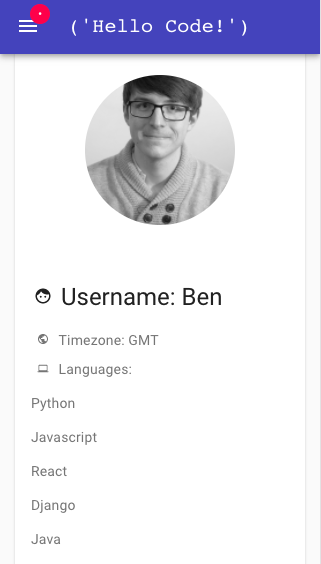 ('Hello Code!')
Username: Ben
Timezone: GMT
Languages:
Python
Javascript
React
Django
Java